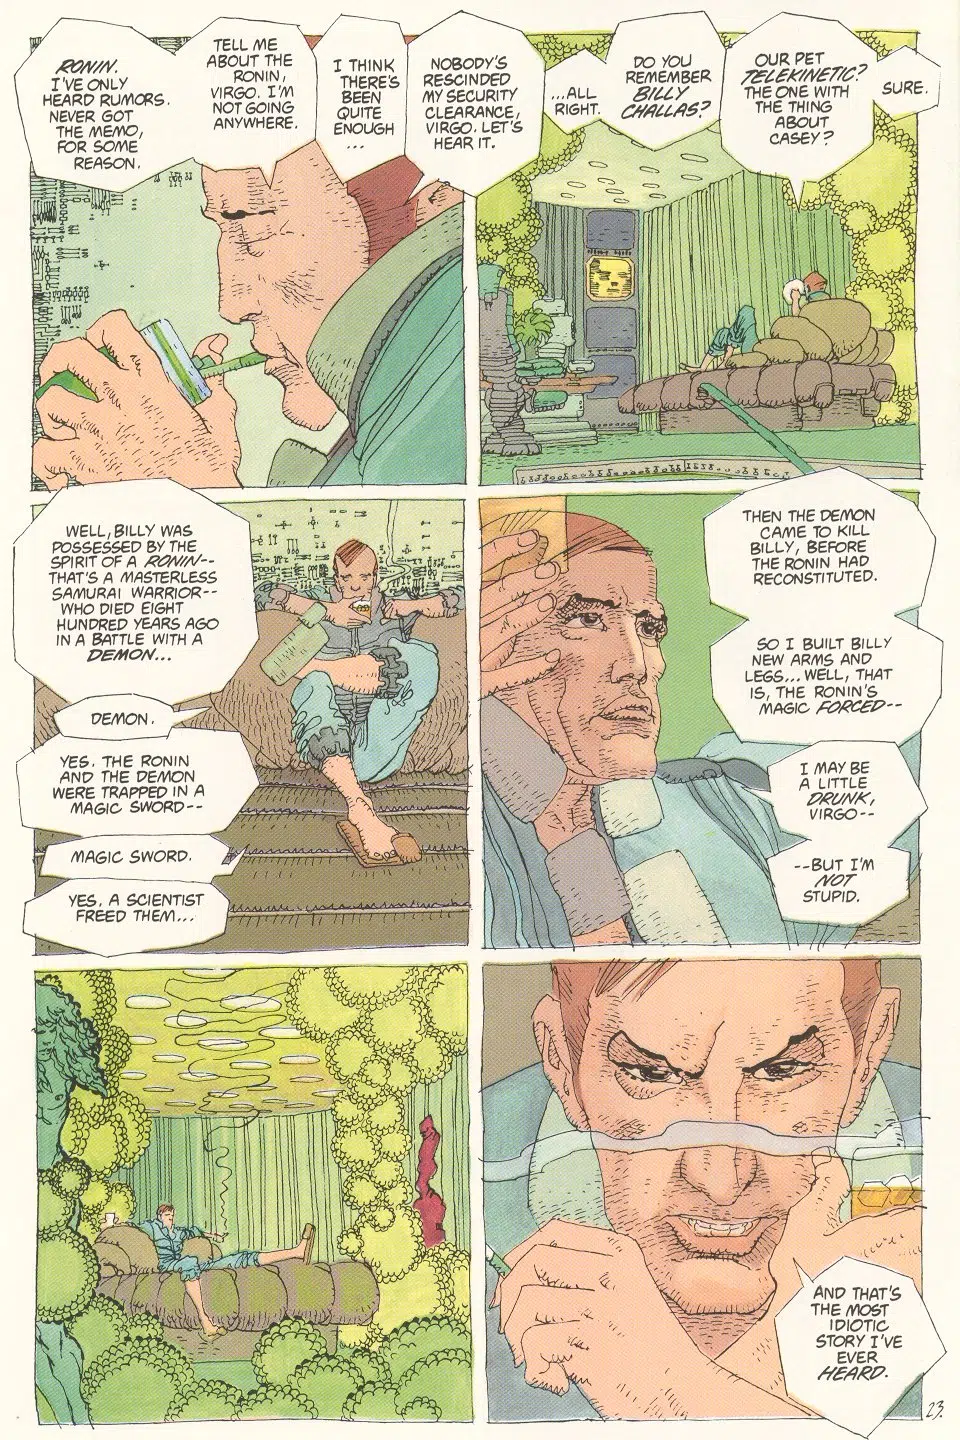 RONIN.
I'VE ONLY
HEARD RUMORS.
NEVER GOT
THE MEMO,
FOR SOME
REASON.
TELL ME
ABOUT THE
RONIN,
VIRGO. I'M
NOT GOING
ANYWHERE.
I THINK
THERE'S
BEEN
QUITE
ENOUGH
...
NOBODY'S
RESCINDED
MY SECURITY
CLEARANCE,
VIRGO. LET'S
HEAR IT.
...ALL
RIGHT.
DO YOU
REMEMBER
BILLY
CHALLAS?
OUR PET
TELEKINETIC?
THE ONE WITH
THE THING
ABOUT
CASEY?
SURE.
WELL, BILLY WAS
POSSESSED BY THE
SPIRIT OF A RONIN--
THAT'S A MASTERLESS
SAMURAI WARRIOR--
WHO DIED EIGHT
HUNDRED YEARS AGO
IN A BATTLE WITH A
DEMON...
DEMON.
YES. THE RONIN
AND THE DEMON
WERE TRAPPED IN A
MAGIC SWORD--
MAGIC SWORD.
YES. A SCIENTIST
FREED THEM...
THEN THE DEMON
CAME TO KILL
BILLY, BEFORE
THE RONIN HAD
RECONSTITUTED.
SO I BUILT BILLY
NEW ARMS AND
LEGS...WELL, THAT
IS, THE RONIN'S
MAGIC FORCED--
I MAY BE
A LITTLE
DRUNK,
VIRGO--
--BUT I'M
NOT
STUPID.
AND THAT'S
THE MOST
IDIOTIC
STORY I'VE
EVER
HEARD.
23.